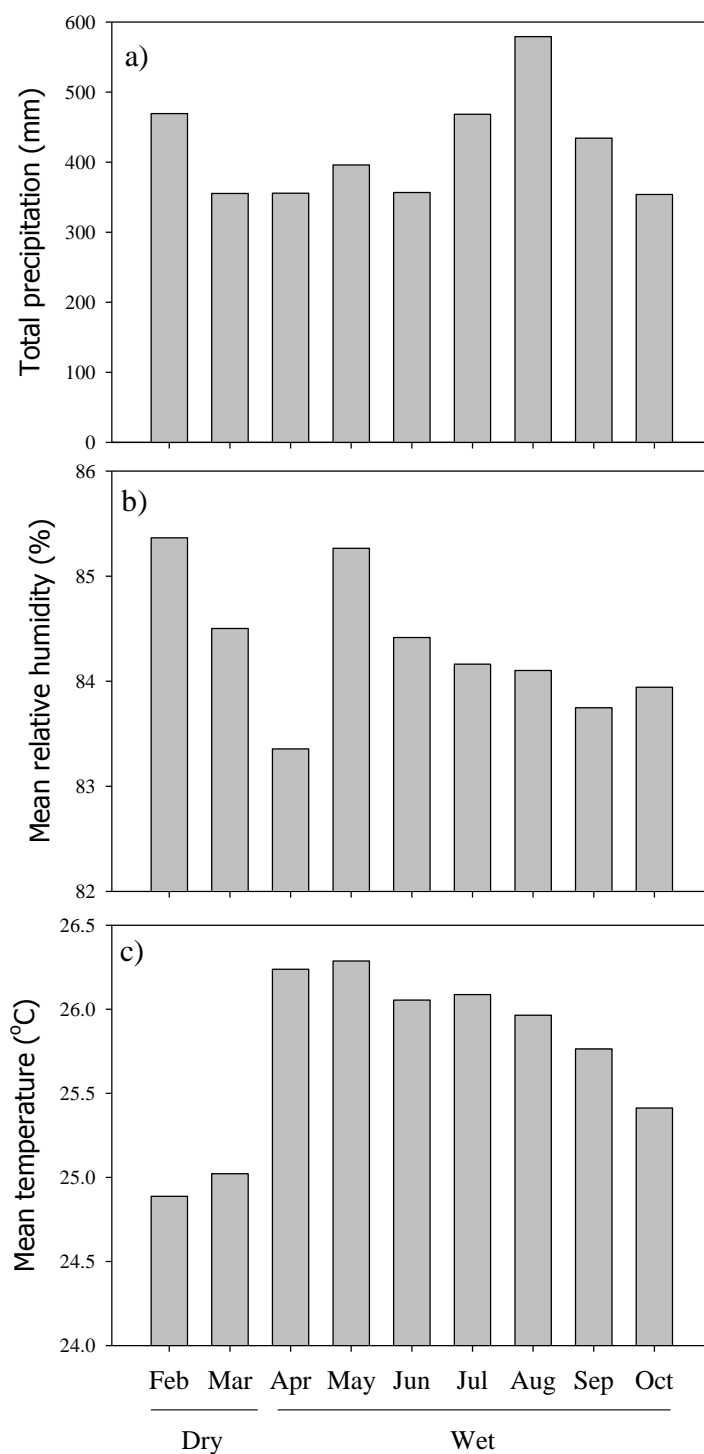 a)
Total precipitation (mm)
600
500
400
300
200
100
0
b)
Mean relative humidity (%)
86
85
84
83
82
c)
Mean temperature (°C)
26.5
26.0
25.5
25.0
24.5
24.0
Feb Mar Apr May Jun Jul Aug Sep Oct
Dry Wet